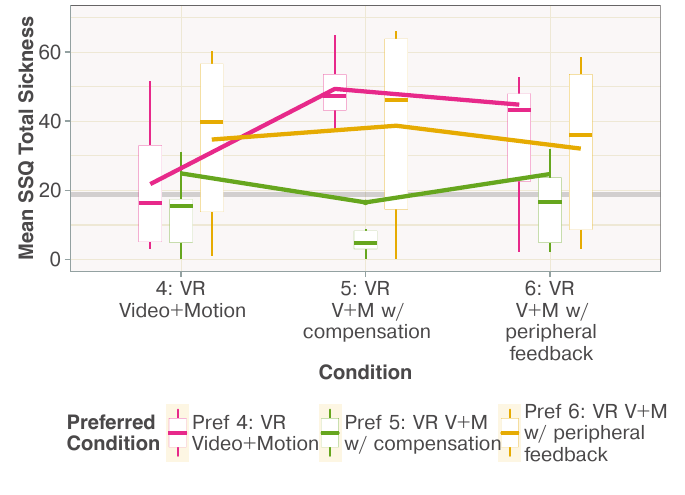 Mean SSQ Total Sickness
60
40
20
0
4: VR
Video+Motion
5: VR
V+M w/
compensation
6: VR
V+M w/
peripheral
feedback
Condition
Preferred
Condition
Pref 4: VR
Video+Motion
Pref 5: VR V+M
w/ compensation
Pref 6: VR V+M
w/ peripheral
feedback